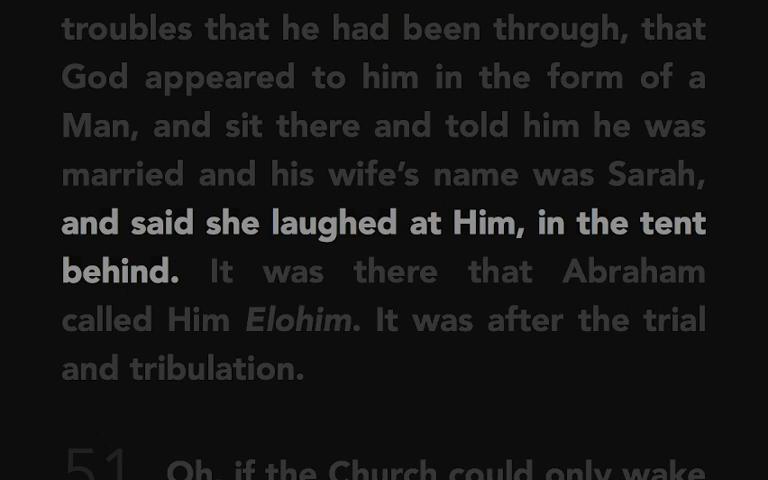 troubles that he had been through, that
God appeared to him in the form of a
Man, and sit there and told him he was
married and his wife’s name was Sarah,
and said she laughed at Him, in the tent
behind. It was there that Abraham
called Him Elohim. It was after the trial
and tribulation.
51 Oh, if the Church could only wake